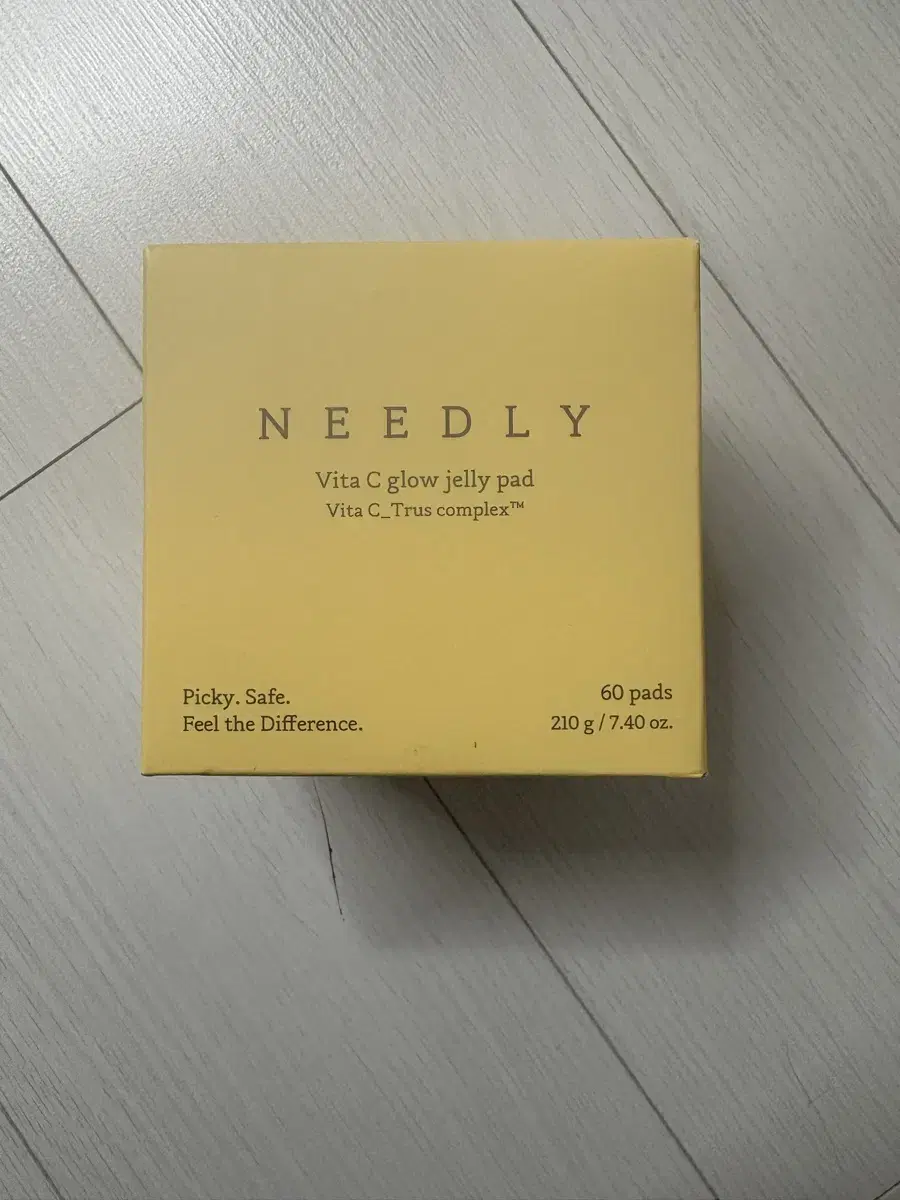 NEEDLY
Vita C glow jelly pad
Vita C_Trus complex™
Picky. Safe.
Feel the Difference.
60 pads
210 g / 7.40 oz.